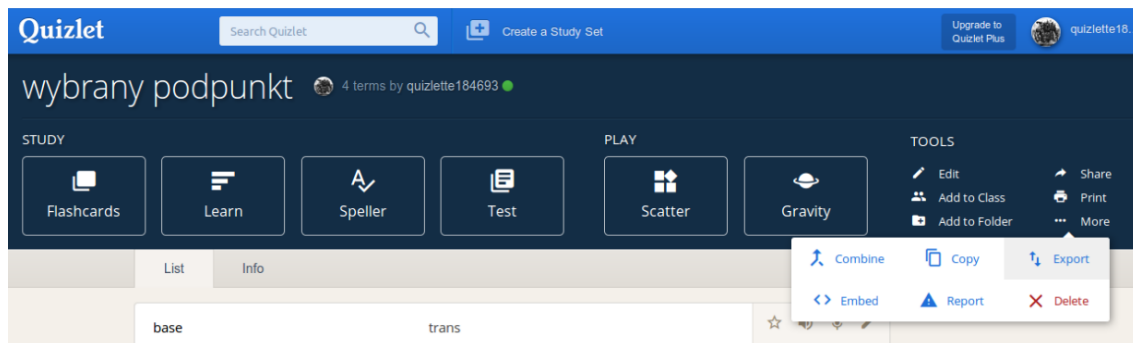 Quizlet
Search Quizlet
Create a Study Set
Upgrade to
Quizlet Plus
quizlette18.
wybrany podpunkt
4 terms by quizlette184693
STUDY
Flashcards
Learn
Speller
Test
PLAY
Scatter
Gravity
TOOLS
Edit
Share
Add to Class
Print
Add to Folder
More
Combine
Copy
Export
Embed
Report
Delete
List
Info
base
trans